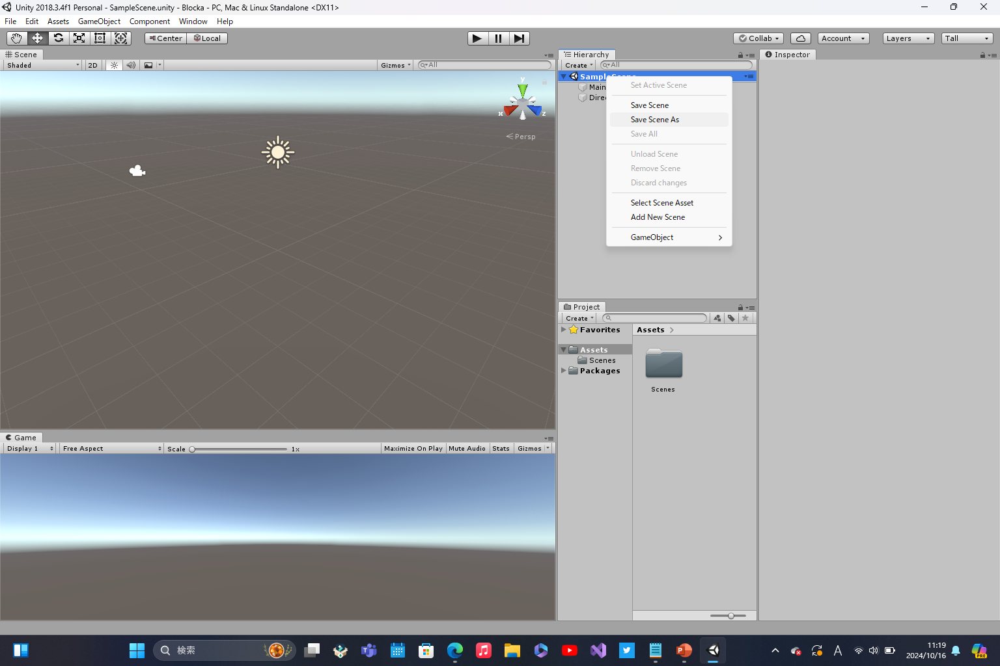 Unity 2018.3.4f1 Personal - SampleScene.unity - Blocka - PC, Mac & Linux Standalone <DX11>
File Edit Assets GameObject Component Window Help
Center Local Collab Account Layers Tall
Scene
Shaded 2D Gizmos All
y
x z
Persp
Hierarchy
Create All
SampleScene
Main
Direc
Set Active Scene
Save Scene
Save Scene As
Save All
Unload Scene
Remove Scene
Discard changes
Select Scene Asset
Add New Scene
GameObject
Inspector
Project
Create
Favorites
Assets
Scenes
Packages
Assets
Scenes
Game
Display 1 Free Aspect Scale 1x Maximize On Play Mute Audio Stats Gizmos
検索
A
11:19
2024/10/16
PRE